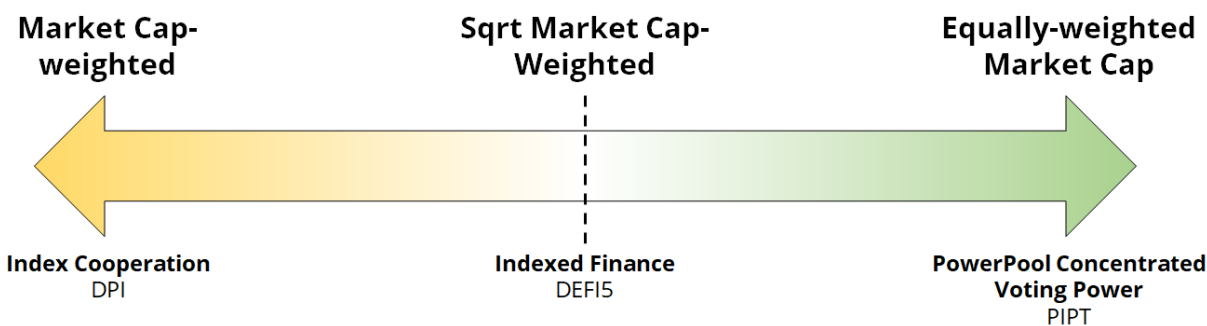 Market Cap-
weighted
Sqrt Market Cap-
Weighted
Equally-weighted
Market Cap
Index Cooperation
DPI
Indexed Finance
DEFI5
PowerPool Concentrated
Voting Power
PIPT